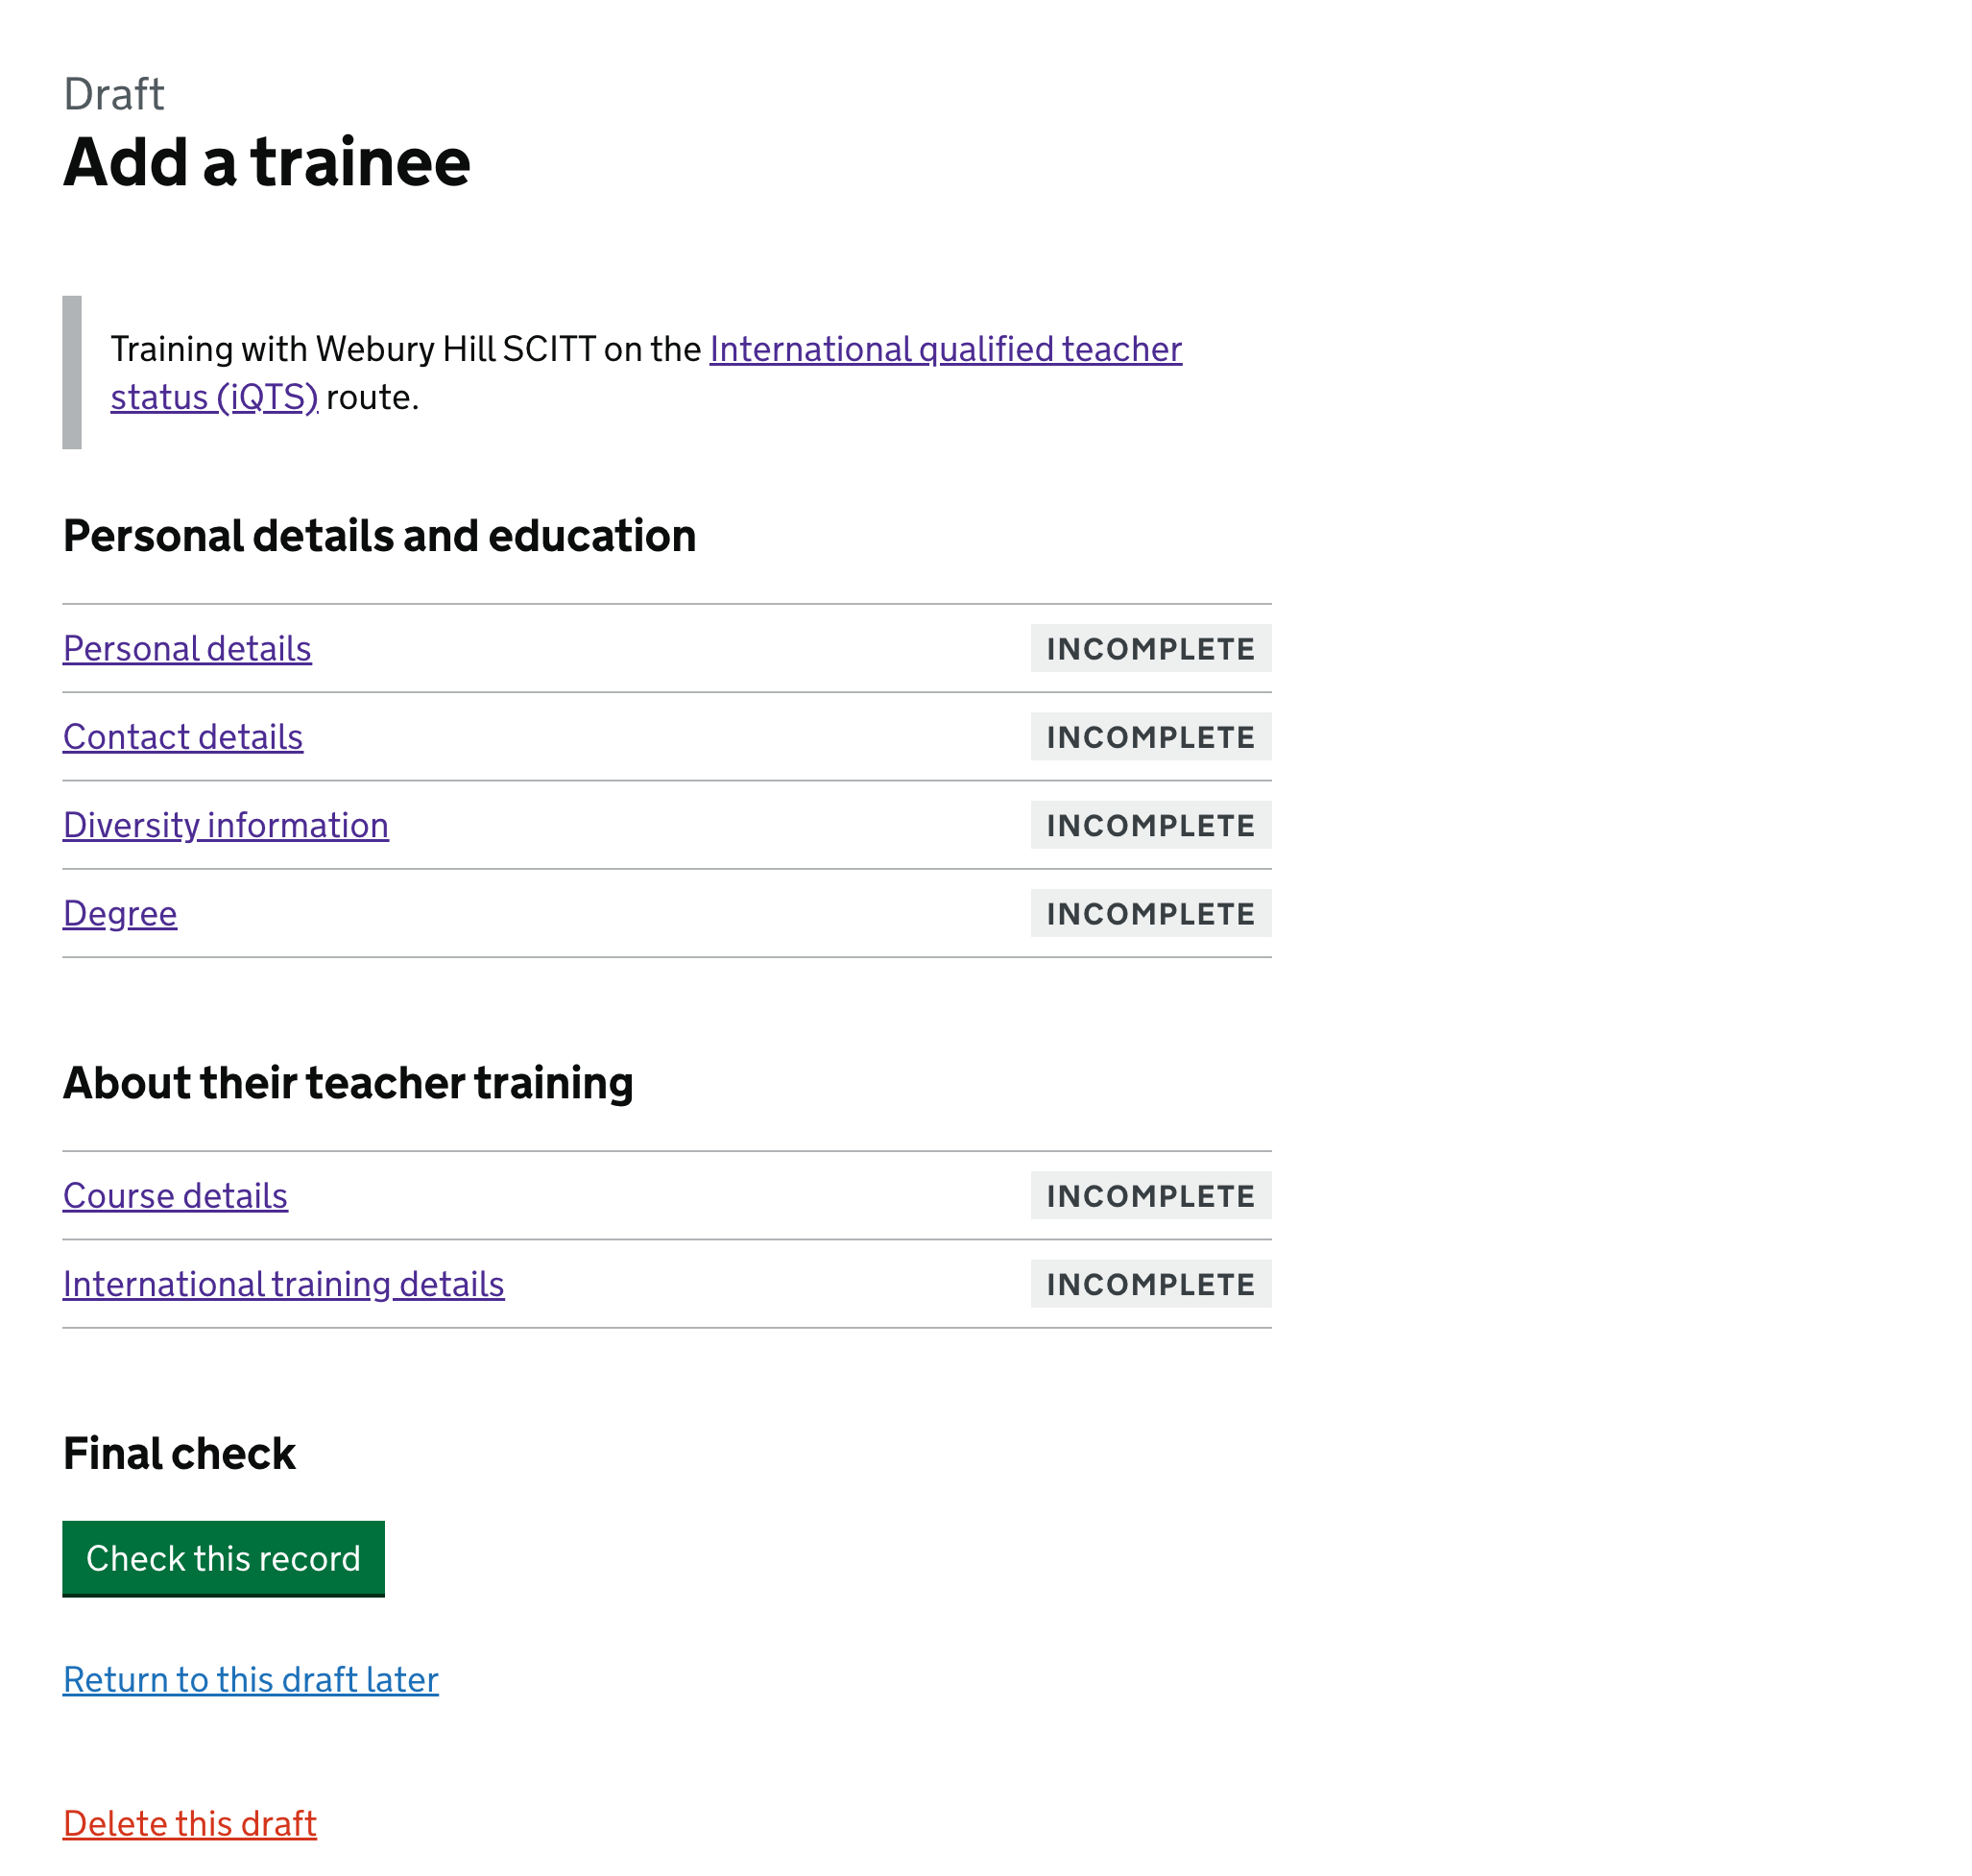 Draft
Add a trainee
Training with Webury Hill SCITT on the International qualified teacher
status (iQTS) route.
Personal details and education
Personal details INCOMPLETE
Contact details INCOMPLETE
Diversity information INCOMPLETE
Degree INCOMPLETE
About their teacher training
Course details INCOMPLETE
International training details INCOMPLETE
Final check
Check this record
Return to this draft later
Delete this draft